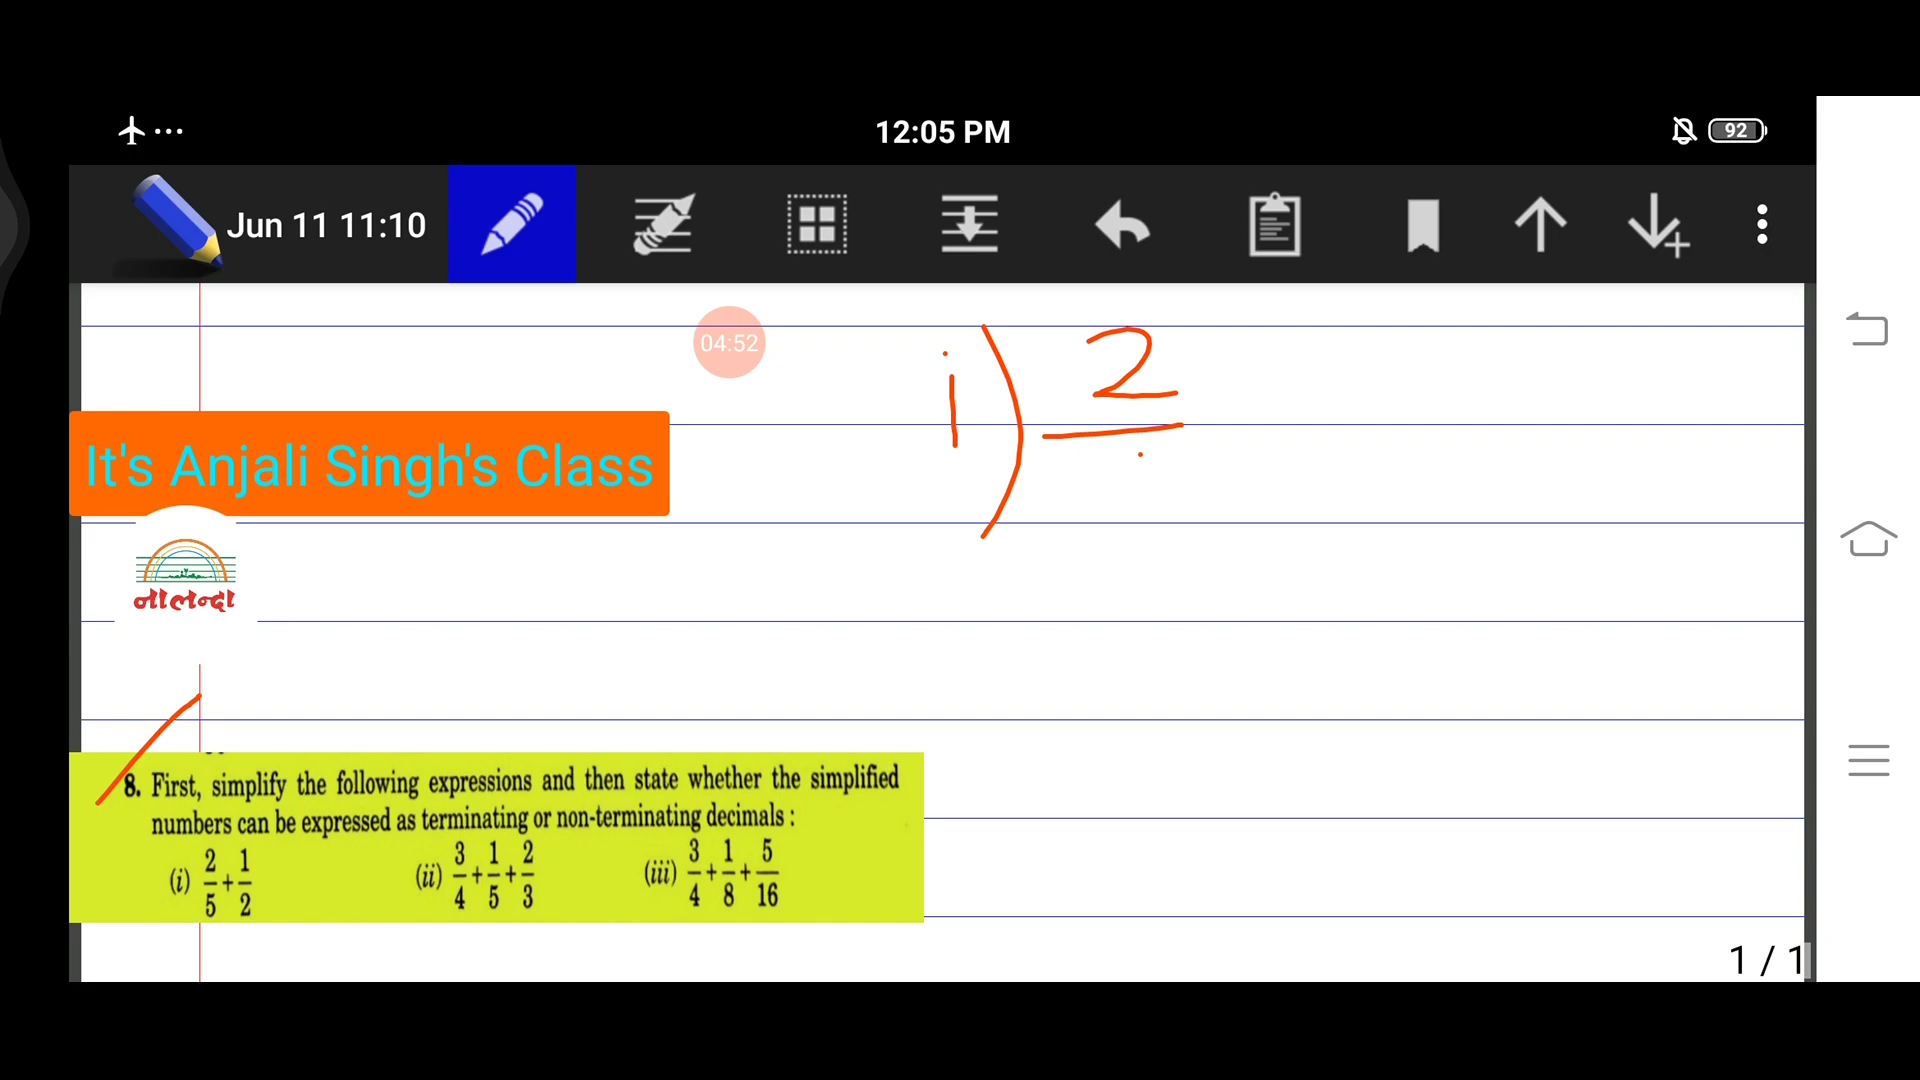 12:05 PM
92
Jun 11 11:10
04:52
i) 2
It's Anjali Singh's Class
नालन्दा
8. First, simplify the following expressions and then state whether the simplified
numbers can be expressed as terminating or non-terminating decimals :
(i) 2/5 + 1/2 (ii) 3/4 + 1/5 + 2/3 (iii) 3/4 + 1/8 + 5/16
1 / 1